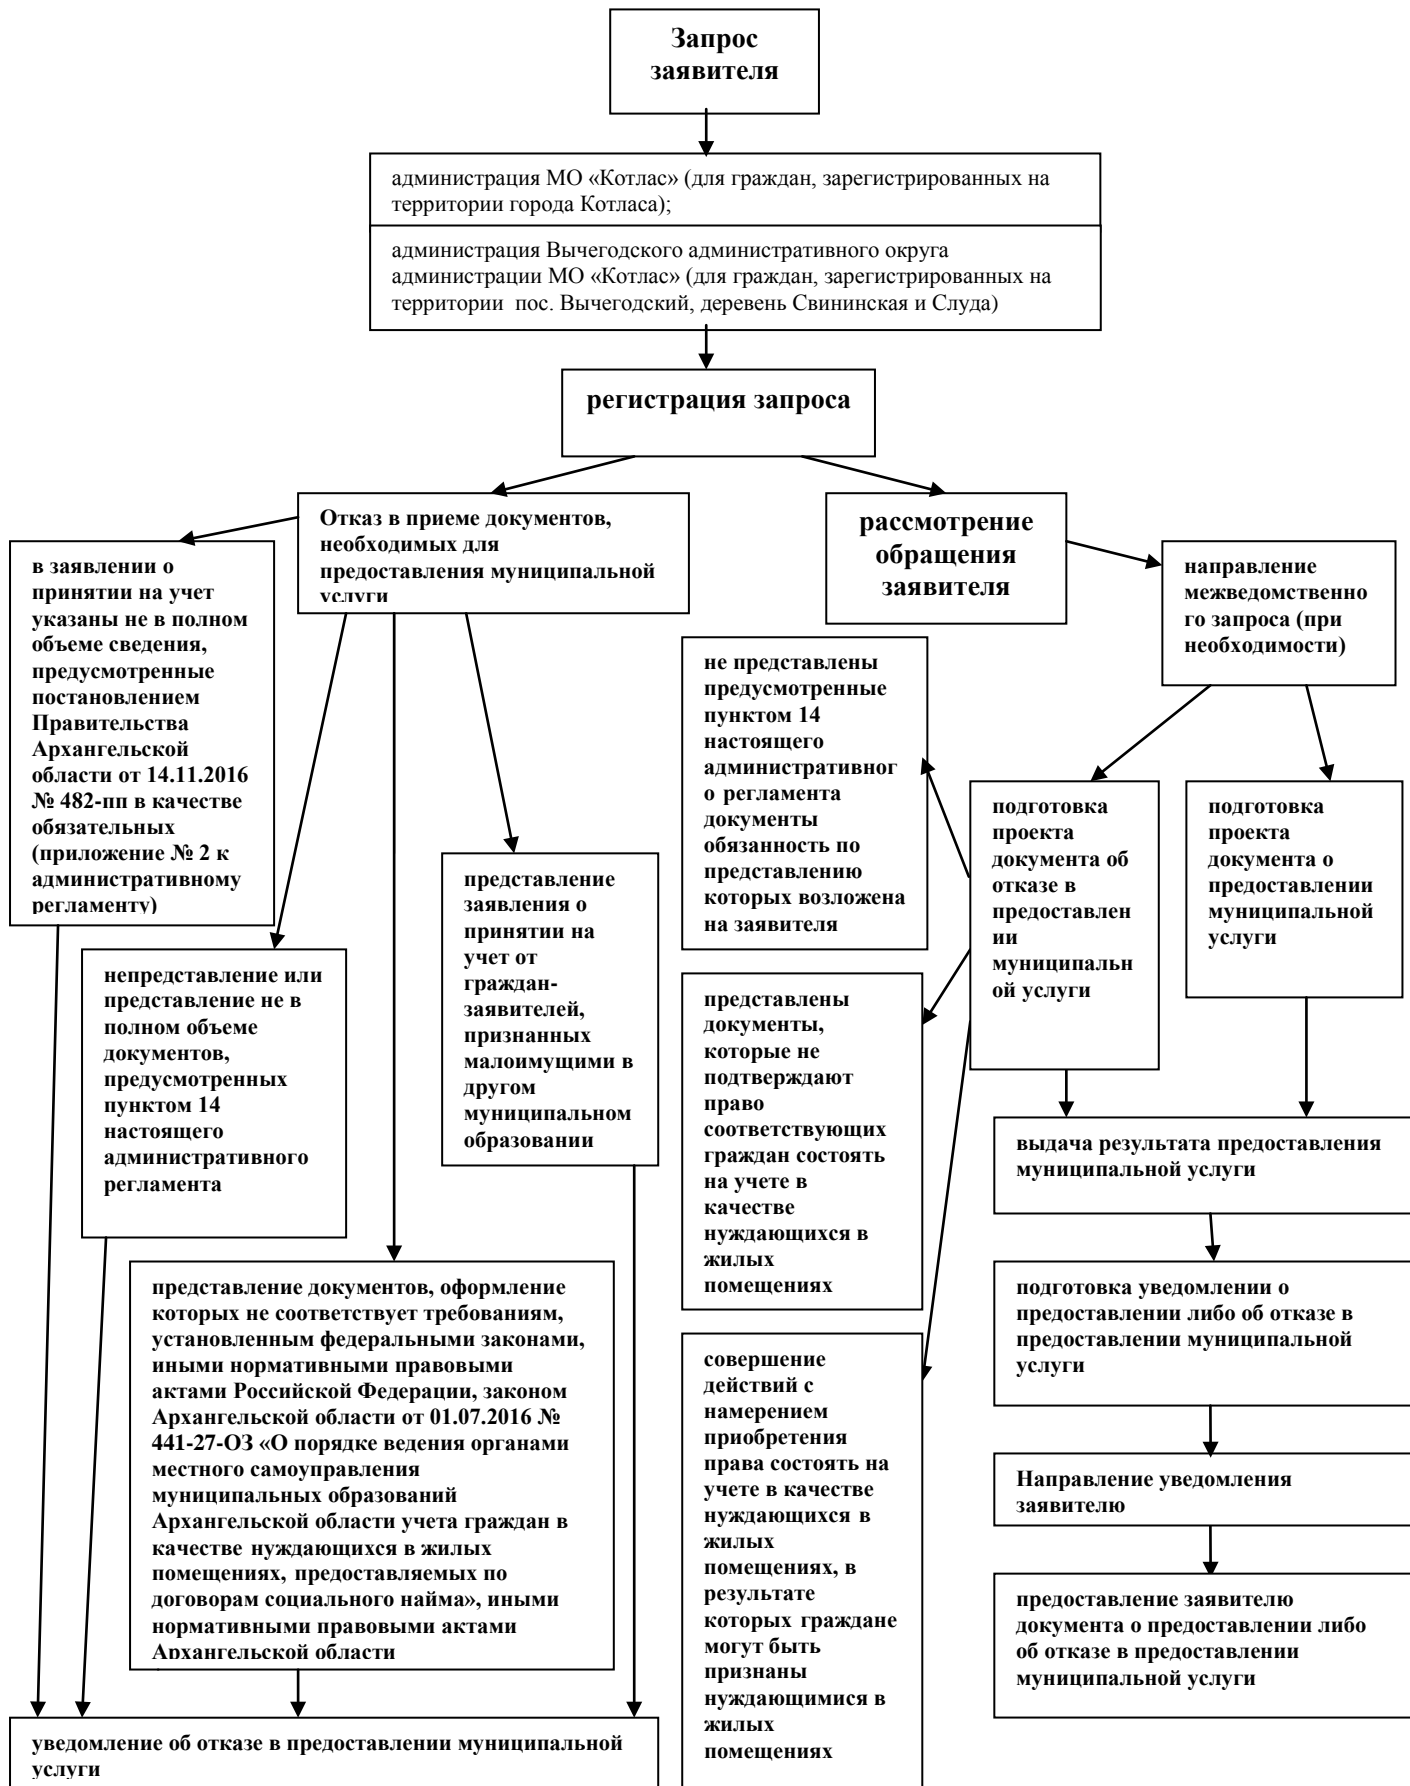 Запрос
заявителя
администрация МО «Котлас» (для граждан, зарегистрированных на
территории города Котласа);
администрация Вычегодского административного округа
администрации МО «Котлас» (для граждан, зарегистрированных на
территории пос. Вычегодский, деревень Свининская и Слуда)
регистрация запроса
Отказ в приеме документов,
необходимых для
предоставления муниципальной
услуги
рассмотрение
обращения
заявителя
в заявлении о
принятии на учет
указаны не в полном
объеме сведения,
предусмотренные
постановлением
Правительства
Архангельской
области от 14.11.2016
№ 482-пп в качестве
обязательных
(приложение № 2 к
административному
регламенту)
направление
межведомственно
го запроса (при
необходимости)
не представлены
предусмотренные
пунктом 14
настоящего
административног
о регламента
документы
обязанность по
представлению
которых возложена
на заявителя
подготовка
проекта
документа об
отказе в
предоставлен
ии
муниципальн
ой услуги
подготовка
проекта
документа о
предоставлении
муниципальной
услуги
представление
заявления о
принятии на
учет от
граждан-
заявителей,
признанных
малоимущими в
другом
муниципальном
образовании
непредставление или
представление не в
полном объеме
документов,
предусмотренных
пунктом 14
настоящего
административного
регламента
представлены
документы,
которые не
подтверждают
право
соответствующих
граждан состоять
на учете в
качестве
нуждающихся в
жилых
помещениях
выдача результата предоставления
муниципальной услуги
представление документов, оформление
которых не соответствует требованиям,
установленным федеральными законами,
иными нормативными правовыми
актами Российской Федерации, законом
Архангельской области от 01.07.2016 №
441-27-ОЗ «О порядке ведения органами
местного самоуправления
муниципальных образований
Архангельской области учета граждан в
качестве нуждающихся в жилых
помещениях, предоставляемых по
договорам социального найма», иными
нормативными правовыми актами
Архангельской области
подготовка уведомлении о
предоставлении либо об отказе в
предоставлении муниципальной
услуги
совершение
действий с
намерением
приобретения
права состоять на
учете в качестве
нуждающихся в
жилых
помещениях, в
результате
которых граждане
могут быть
признаны
нуждающимися в
жилых
помещениях
Направление уведомления
заявителю
предоставление заявителю
документа о предоставлении либо
об отказе в предоставлении
муниципальной услуги
уведомление об отказе в предоставлении муниципальной
услуги